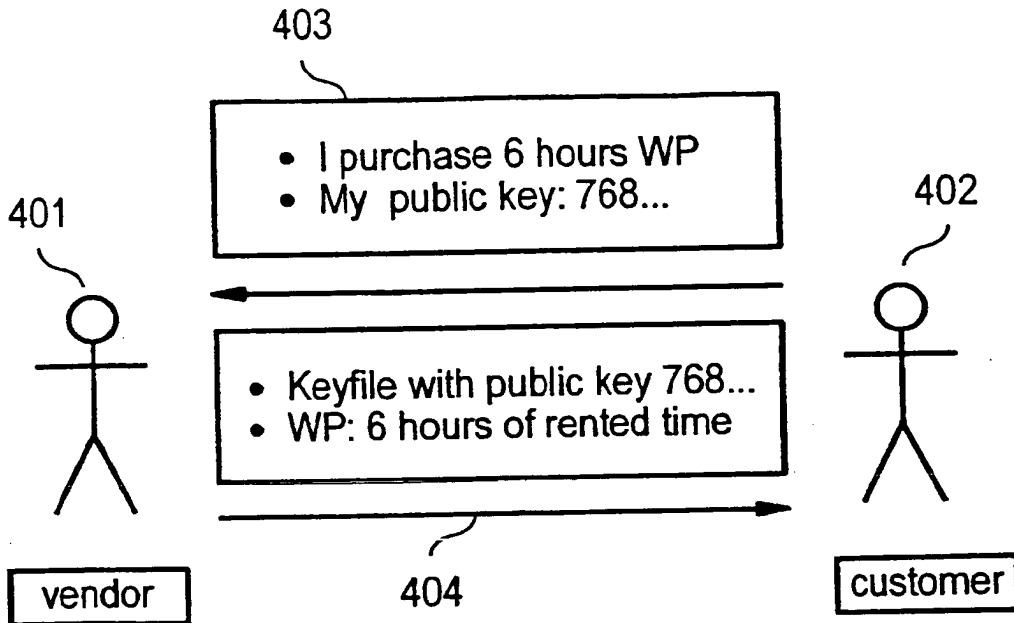 403
• I purchase 6 hours WP
• My public key: 768...
401
402
• Keyfile with public key 768...
• WP: 6 hours of rented time
404
vendor
customer